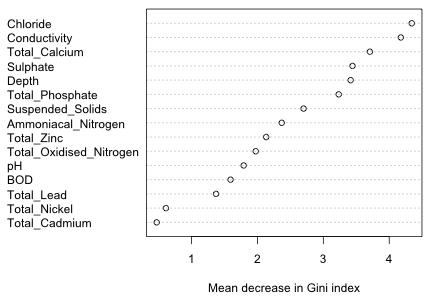 Chloride
Conductivity
Total_Calcium
Sulphate
Depth
Total_Phosphate
Suspended_Solids
Ammoniacal_Nitrogen
Total_Zinc
Total_Oxidised_Nitrogen
pH
BOD
Total_Lead
Total_Nickel
Total_Cadmium
1 2 3 4
Mean decrease in Gini index